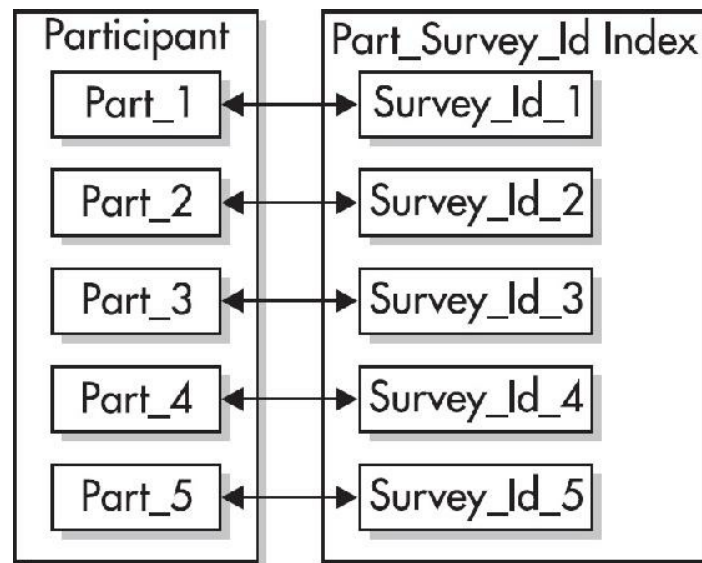 Participant
Part_Survey_Id Index
Part_1
Survey_Id_1
Part_2
Survey_Id_2
Part_3
Survey_Id_3
Part_4
Survey_Id_4
Part_5
Survey_Id_5